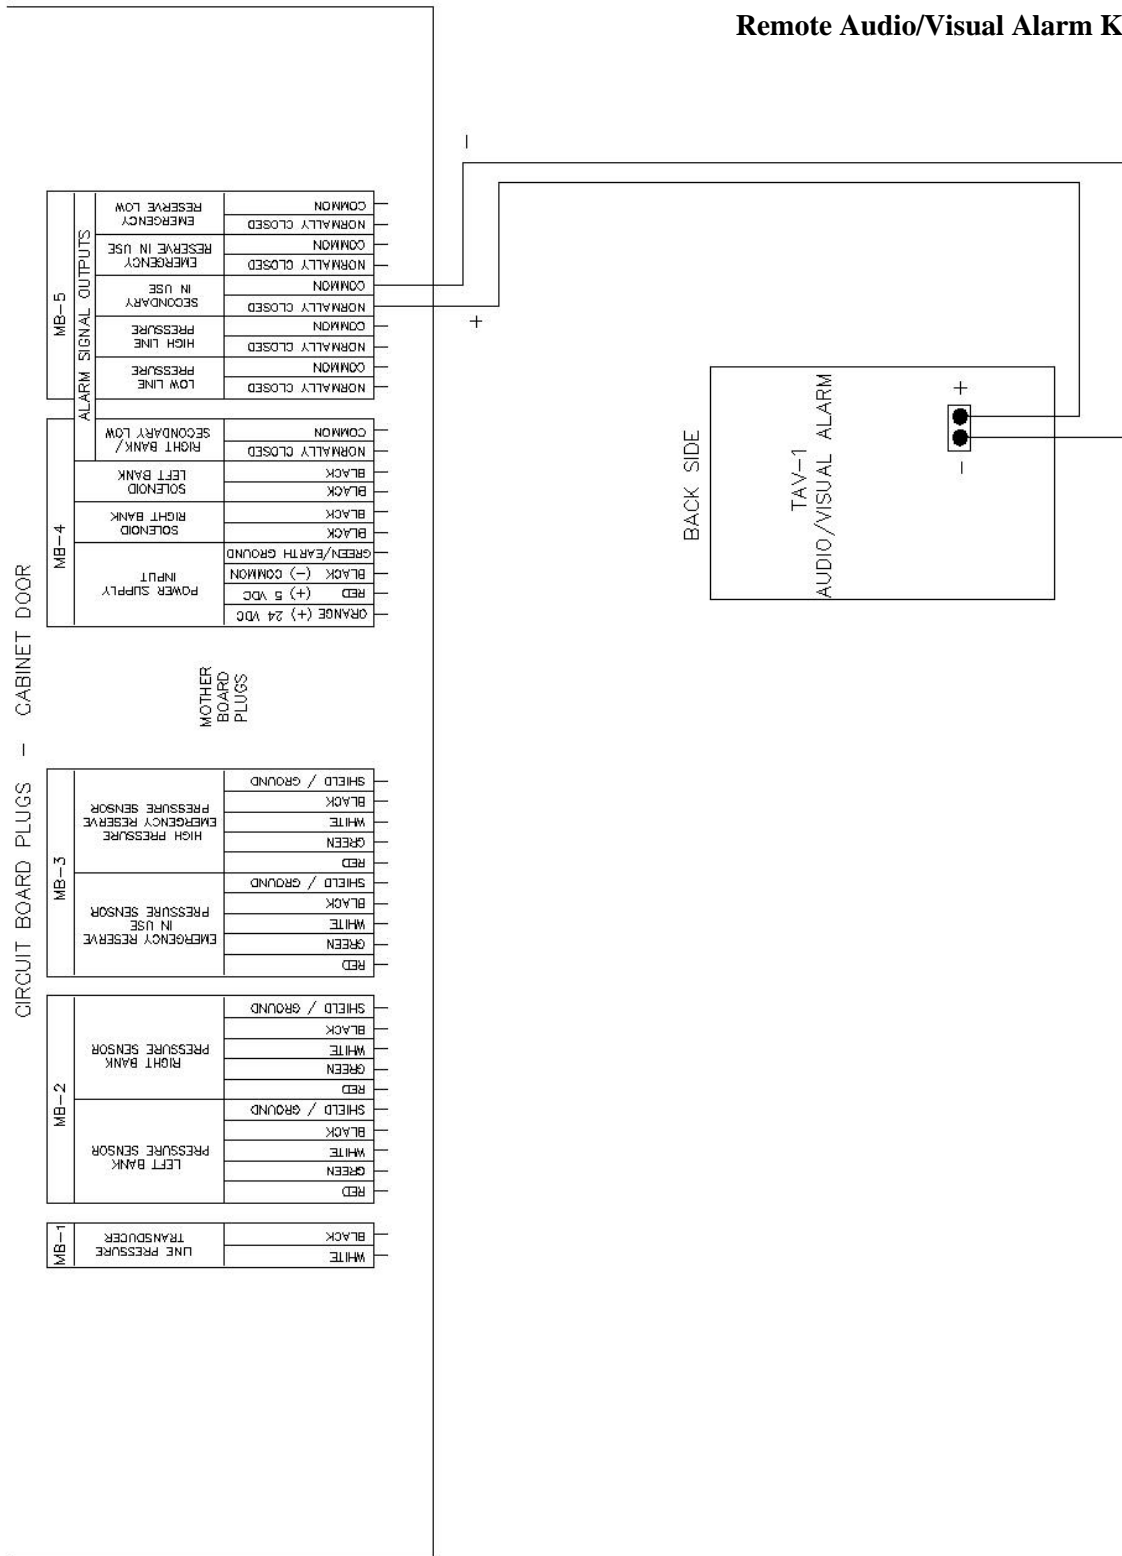 Remote Audio/Visual Alarm K
CIRCUIT BOARD PLUGS - CABINET DOOR
MB-5
ALARM SIGNAL OUTPUTS
EMERGENCY
RESERVE LOW
COMMON
NORMALLY CLOSED
EMERGENCY
RESERVE IN USE
COMMON
NORMALLY CLOSED
SECONDARY
IN USE
COMMON
NORMALLY CLOSED
HIGH LINE
PRESSURE
COMMON
NORMALLY CLOSED
LOW LINE
PRESSURE
COMMON
NORMALLY CLOSED
MB-4
RIGHT BANK/
SECONDARY LOW
COMMON
NORMALLY CLOSED
SOLENOID
LEFT BANK
BLACK
BLACK
SOLENOID
RIGHT BANK
BLACK
BLACK
POWER SUPPLY
INPUT
GREEN/EARTH GROUND
BLACK (-) COMMON
RED (+) 5 VDC
ORANGE (+) 24 VDC
MOTHER
BOARD
PLUGS
MB-3
HIGH PRESSURE
EMERGENCY RESERVE
PRESSURE SENSOR
SHIELD / GROUND
BLACK
WHITE
GREEN
RED
EMERGENCY RESERVE
IN USE
PRESSURE SENSOR
SHIELD / GROUND
BLACK
WHITE
GREEN
RED
MB-2
RIGHT BANK
PRESSURE SENSOR
SHIELD / GROUND
BLACK
WHITE
GREEN
RED
LEFT BANK
PRESSURE SENSOR
SHIELD / GROUND
BLACK
WHITE
GREEN
RED
MB-1
LINE PRESSURE
TRANSDUCER
BLACK
WHITE
-
+
BACK SIDE
TAV-1
AUDIO/VISUAL ALARM
+
-